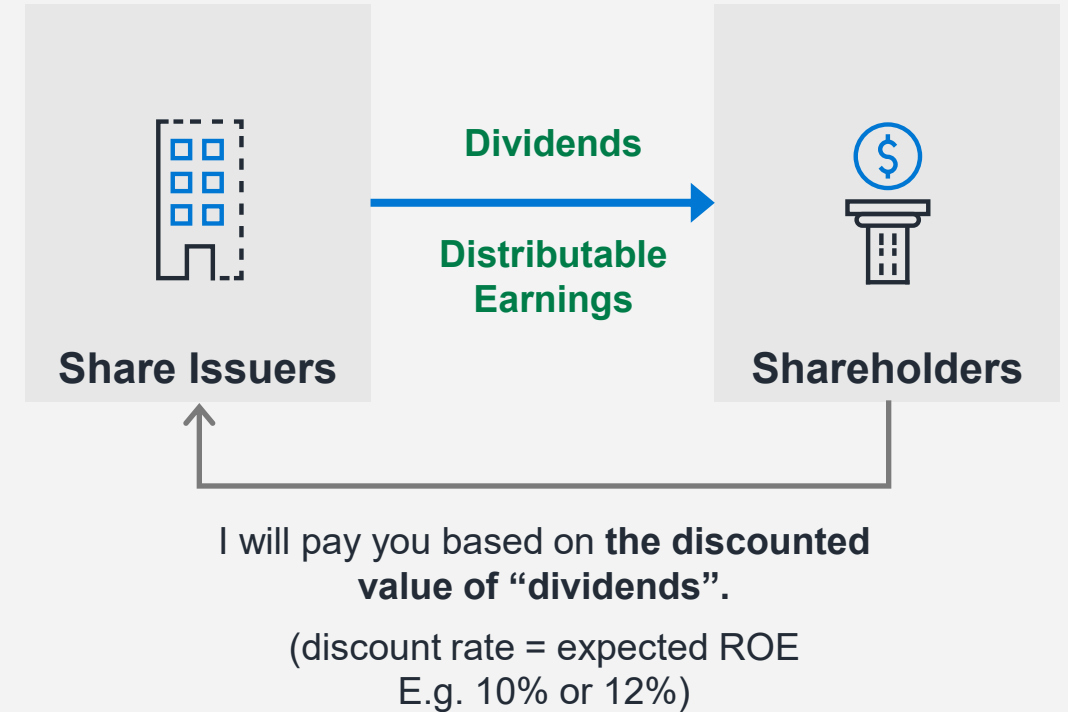 Dividends
Distributable
Earnings
Share Issuers
Shareholders
I will pay you based on the discounted
value of “dividends”.
(discount rate = expected ROE
E.g. 10% or 12%)
$